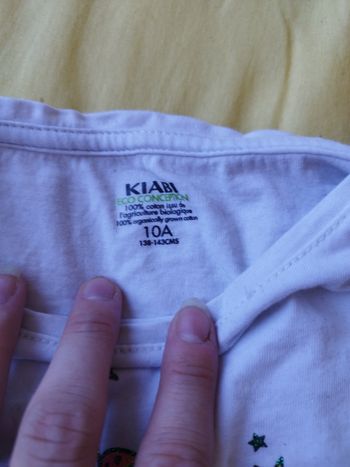 KIABI
ECO CONCEPTION
100% coton issu de
l'agriculture biologique
100% organically grown cotton
10A
138-143CMS